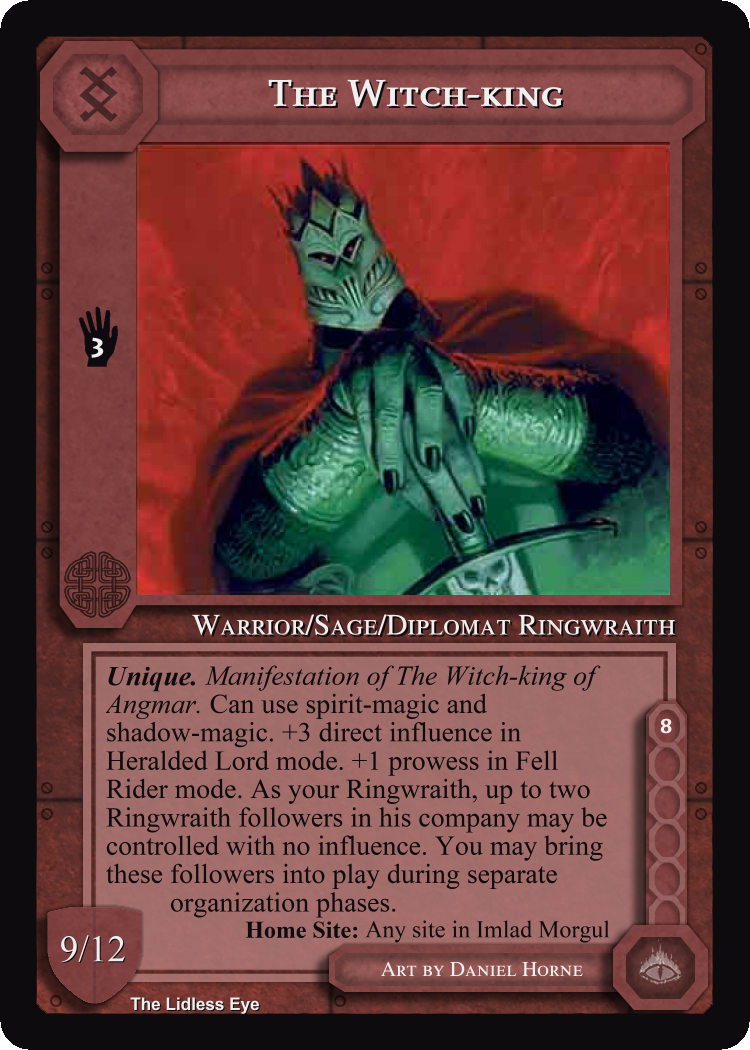 The Witch-king
3
Warrior/Sage/Diplomat Ringwraith
Unique. Manifestation of The Witch-king of
Angmar. Can use spirit-magic and
shadow-magic. +3 direct influence in
Heralded Lord mode. +1 prowess in Fell
Rider mode. As your Ringwraith, up to two
Ringwraith followers in his company may be
controlled with no influence. You may bring
these followers into play during separate
organization phases.
Home Site: Any site in Imlad Morgul
8
9/12
Art by Daniel Horne
The Lidless Eye